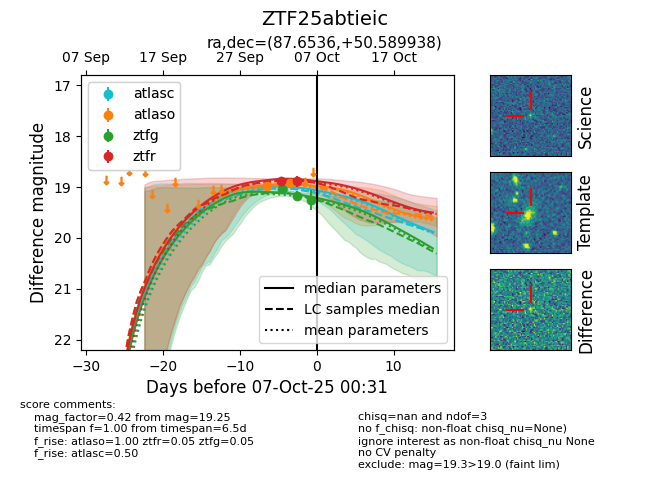 ZTF25abtieic
ra,dec=(87.6536,+50.589938)
07 Sep 17 Sep 27 Sep 07 Oct 17 Oct
17
18
19
20
21
22
Difference magnitude
atlasc
atlaso
ztfg
ztfr
median parameters
LC samples median
mean parameters
−30 −20 −10 0 10
Days before 07-Oct-25 00:31
Science
Template
Difference
score comments:
mag_factor=0.42 from mag=19.25
timespan f=1.00 from timespan=6.5d
f_rise: atlaso=1.00 ztfr=0.05 ztfg=0.05
f_rise: atlasc=0.50
chisq=nan and ndof=3
no f_chisq: non-float chisq_nu=None)
ignore interest as non-float chisq_nu None
no CV penalty
exclude: mag=19.3>19.0 (faint lim)